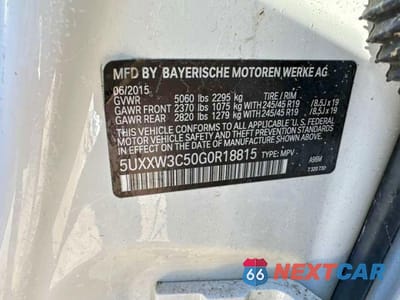 MFD BY BAYERISCHE MOTOREN WERKE AG
06/2015
GVWR 5060 lbs 2295 kg TIRE / RIM
GAWR FRONT 2370 lbs 1075 kg WITH 245/45 R19 / 8.5J x 19
GAWR REAR 2820 lbs 1279 kg WITH 245/45 R19 / 8.5J x 19
THIS VEHICLE CONFORMS TO ALL APPLICABLE U.S. FEDERAL
MOTOR VEHICLE SAFETY, BUMPER, AND THEFT PREVENTION
STANDARDS IN EFFECT ON THE DATE OF MANUFACTURE SHOWN ABOVE.
5UXXW3C50G0R18815 TYPE: MPV
66 NEXTCAR